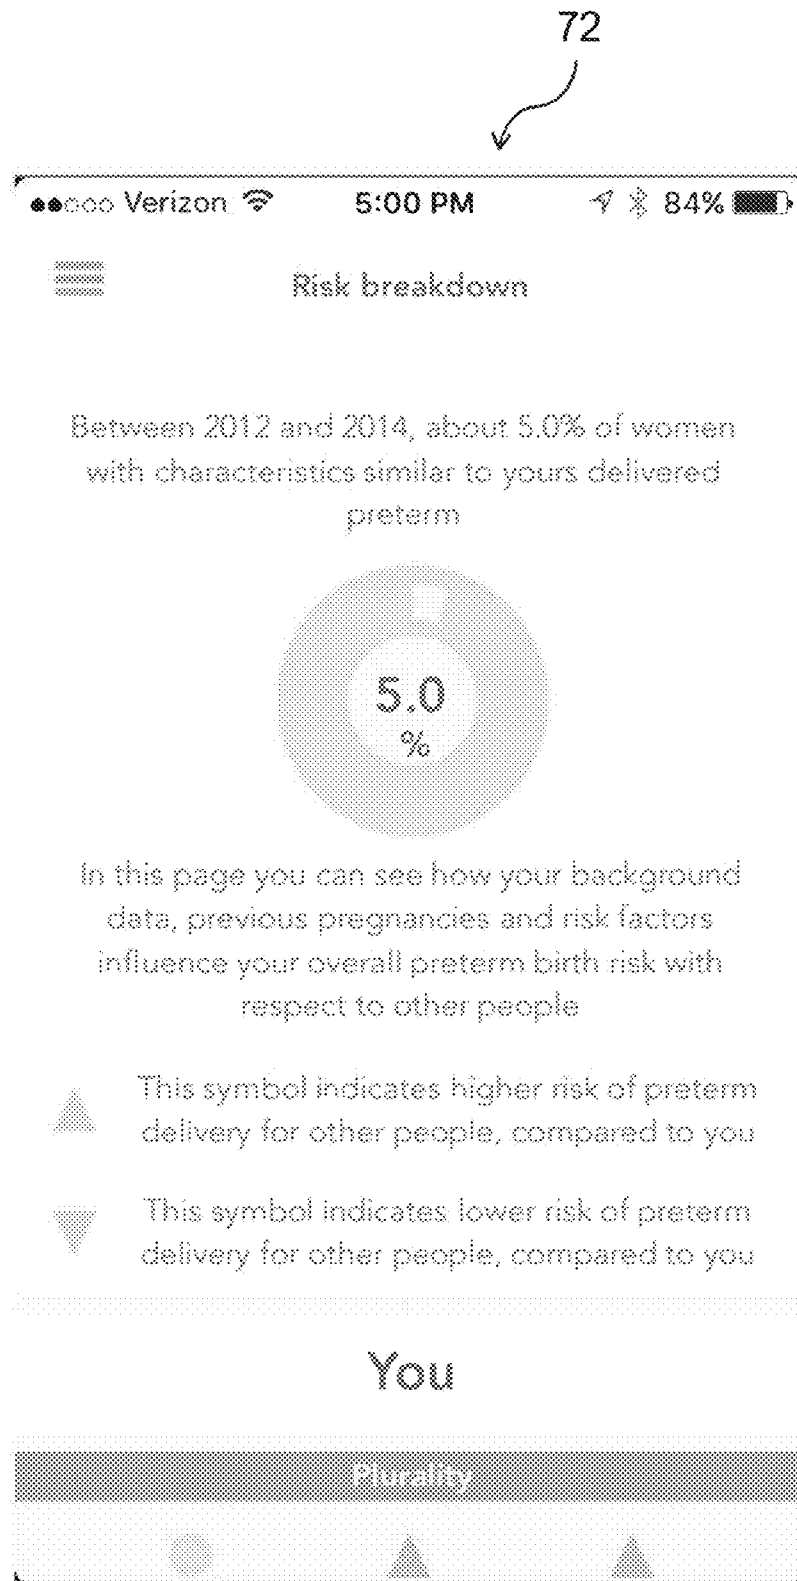 72
Verizon 5:00 PM 84%
Risk breakdown
Between 2012 and 2014, about 5.0% of women
with characteristics similar to yours delivered
preterm
5.0
%
In this page you can see how your background
data, previous pregnancies and risk factors
influence your overall preterm birth risk with
respect to other people
This symbol indicates higher risk of preterm
delivery for other people, compared to you
This symbol indicates lower risk of preterm
delivery for other people, compared to you
You
Plurality